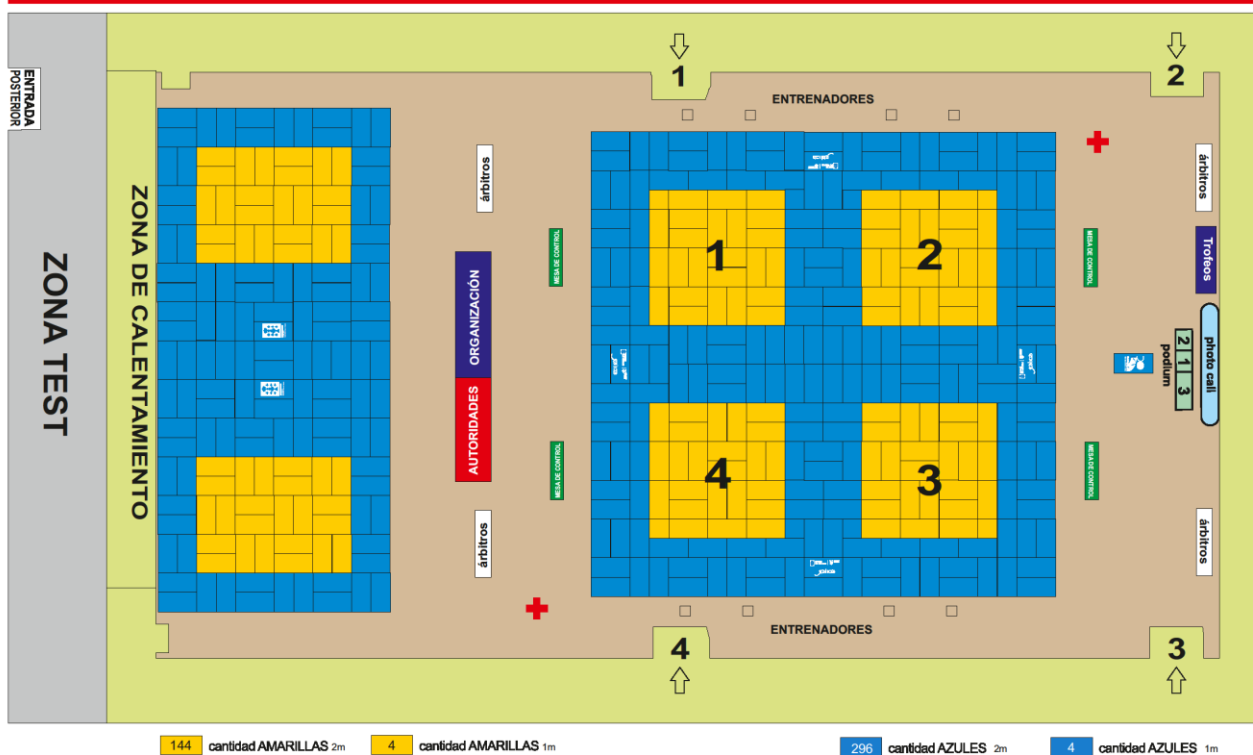 1
2
ENTRADA
POSTERIOR
ENTRENADORES
árbitros
árbitros
ZONA TEST
ZONA DE CALENTAMIENTO
MESA DE CONTROL
ORGANIZACIÓN
AUTORIDADES
MESA DE CONTROL
árbitros
1
2
4
3
MESA DE CONTROL
Trofeos
photo call
2 1 3
podium
MESA DE CONTROL
árbitros
ENTRENADORES
4
3
144 cantidad AMARILLAS 2m
4 cantidad AMARILLAS 1m
296 cantidad AZULES 2m
4 cantidad AZULES 1m